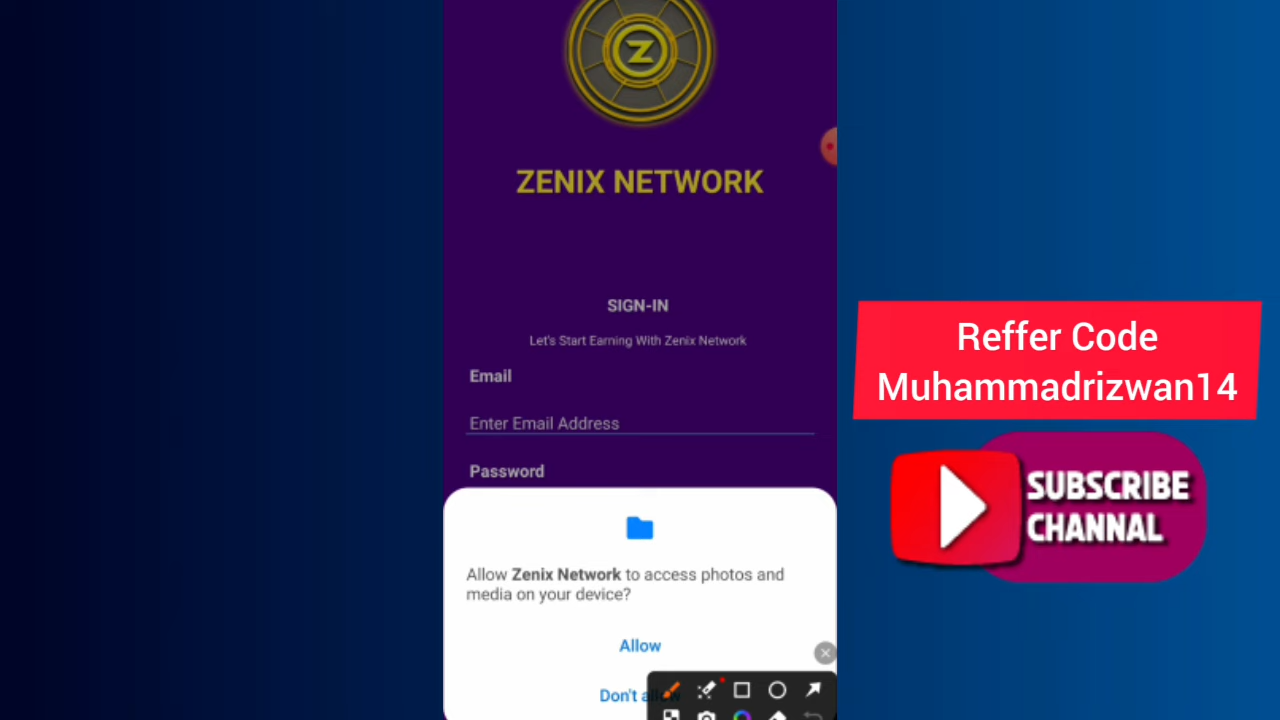 Z
ZENIX NETWORK
SIGN-IN
Let's Start Earning With Zenix Network
Email
Enter Email Address
Password
Allow Zenix Network to access photos and
media on your device?
Allow
Don't allow
Reffer Code
Muhammadrizwan14
SUBSCRIBE
CHANNAL